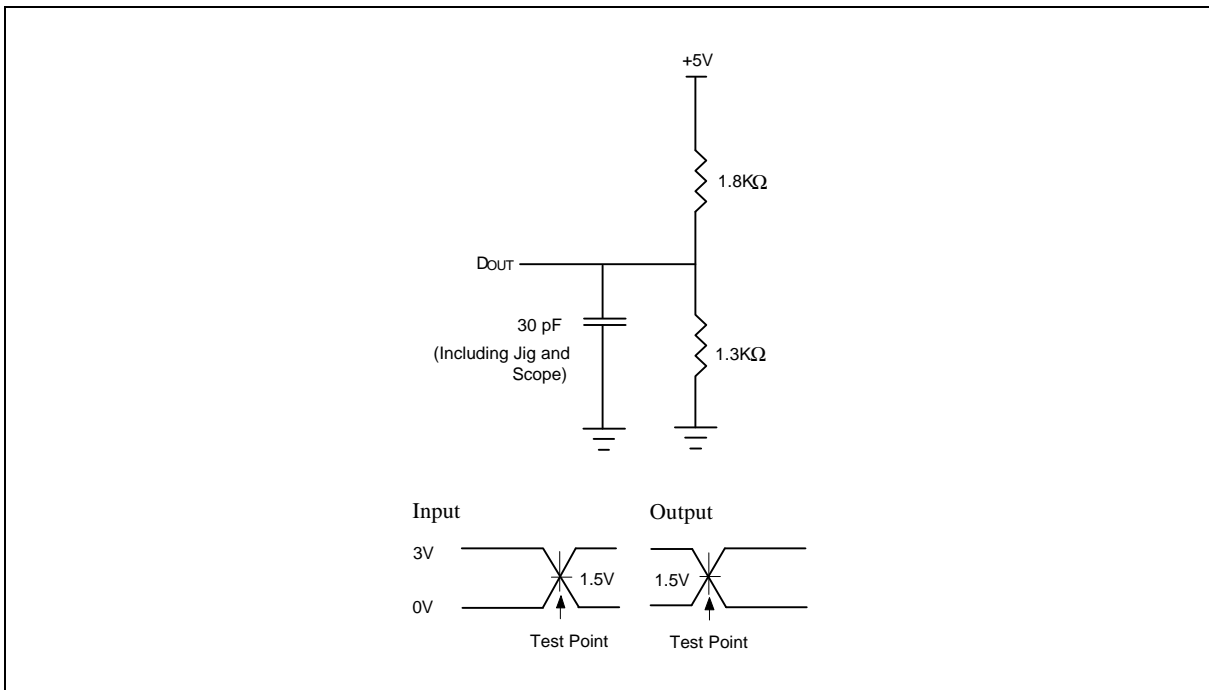 +5V
1.8KΩ
DOUT
30 pF
(Including Jig and
Scope)
1.3KΩ
Input
Output
3V
1.5V
1.5V
0V
Test Point
Test Point